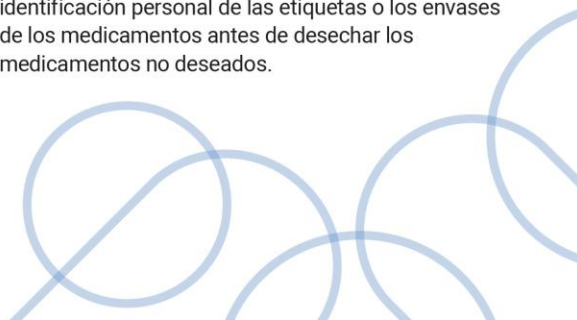 identificación personal de las etiquetas o los envases
de los medicamentos antes de desechar los
medicamentos no deseados.